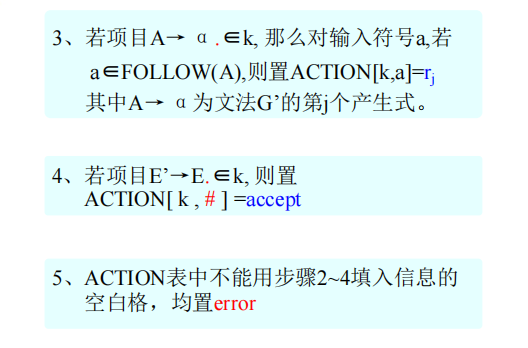 3、若项目A→ α.∈k, 那么对输入符号a,若
a∈FOLLOW(A),则置ACTION[k,a]=rj
其中A→ α为文法G’的第j个产生式。
4、若项目E’→E.∈k, 则置
ACTION[ k , # ] =accept
5、ACTION表中不能用步骤2~4填入信息的
空白格，均置error